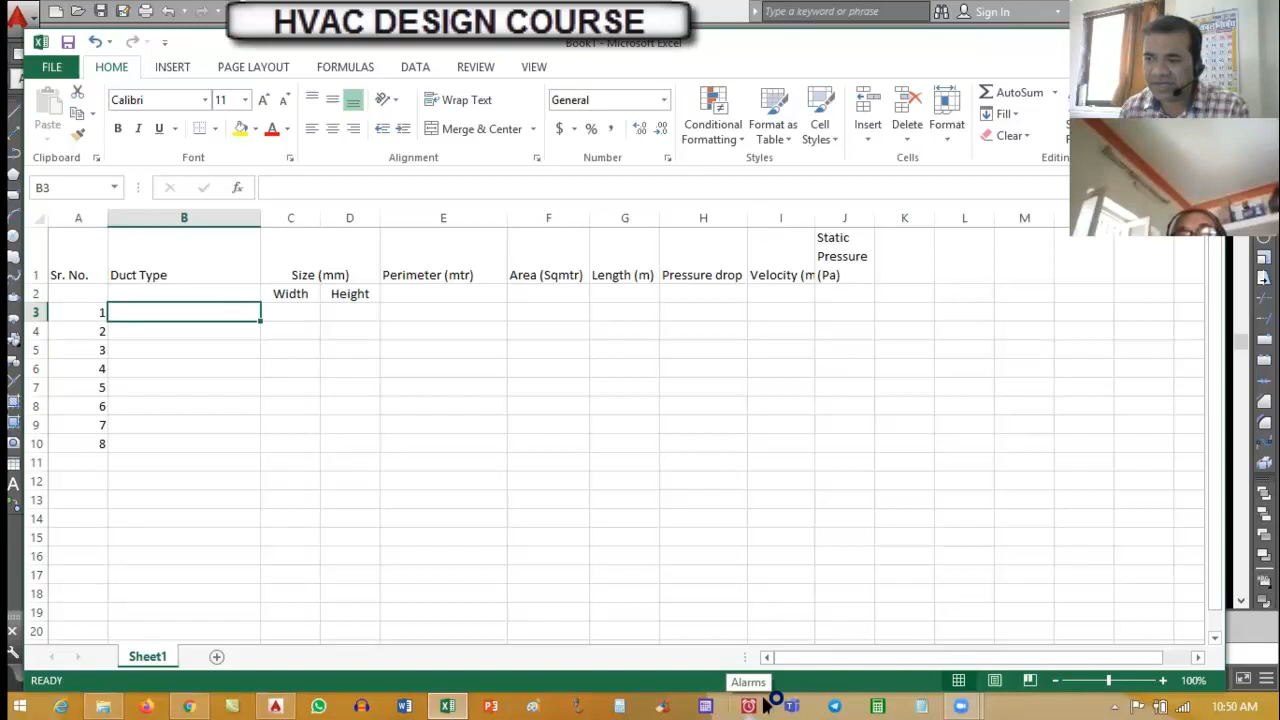 HVAC DESIGN COURSE
Type a keyword or phrase
Sign In
Book1 - Microsoft Excel
FILE HOME INSERT PAGE LAYOUT FORMULAS DATA REVIEW VIEW
Paste
Calibri 11
B I U
Wrap Text
Merge & Center
General
$ % ,
Conditional Formatting
Format as Table
Cell Styles
Insert Delete Format
AutoSum
Fill
Clear
Clipboard Font Alignment Number Styles Cells Editin
B3 fx
A B C D E F G H I J K L M
1 Sr. No. Duct Type Size (mm) Perimeter (mtr) Area (Sqmtr) Length (m) Pressure drop Velocity (m Static Pressure (Pa)
2 Width Height
3 1
4 2
5 3
6 4
7 5
8 6
9 7
10 8
11
12
13
14
15
16
17
18
19
20
Sheet1
READY
100%
Alarms
10:50 AM